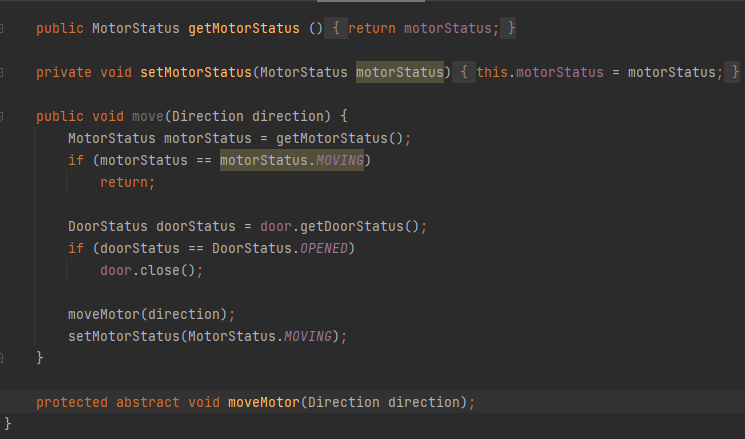 public MotorStatus getMotorStatus () { return motorStatus; }
private void setMotorStatus(MotorStatus motorStatus) { this.motorStatus = motorStatus; }
public void move(Direction direction) {
MotorStatus motorStatus = getMotorStatus();
if (motorStatus == motorStatus.MOVING)
return;
DoorStatus doorStatus = door.getDoorStatus();
if (doorStatus == DoorStatus.OPENED)
door.close();
moveMotor(direction);
setMotorStatus(MotorStatus.MOVING);
}
protected abstract void moveMotor(Direction direction);
}